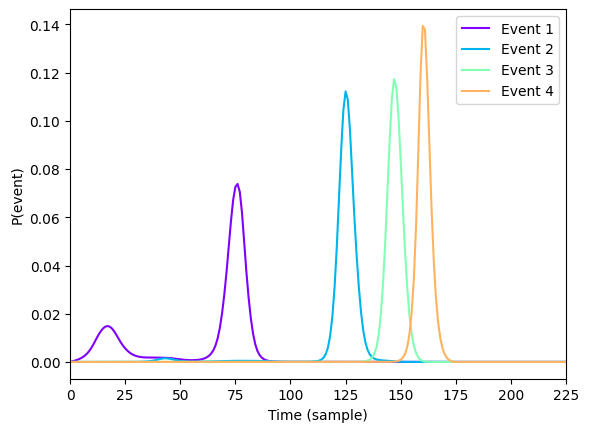 Event 1
Event 2
Event 3
Event 4
P(event)
0.14
0.12
0.10
0.08
0.06
0.04
0.02
0.00
0 25 50 75 100 125 150 175 200 225
Time (sample)